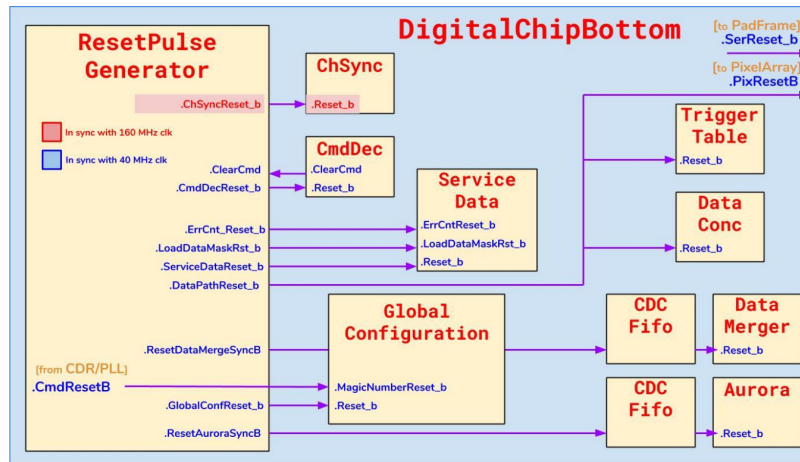 DigitalChipBottom
[to PadFrame]
.SerReset_b
[to PixelArray]
.PixResetB
ResetPulse
Generator
.ChSyncReset_b
In sync with 160 MHz clk
In sync with 40 MHz clk
.ClearCmd
.CmdDecReset_b
.ErrCnt_Reset_b
.LoadDataMaskRst_b
.ServiceDataReset_b
.DataPathReset_b
.ResetDataMergeSyncB
[from CDR/PLL]
.CmdResetB
.GlobalConfReset_b
.ResetAuroraSyncB
ChSync
.Reset_b
CmdDec
.ClearCmd
.Reset_b
Service
Data
.ErrCntReset_b
.LoadDataMaskRst_b
.Reset_b
Trigger
Table
.Reset_b
Data
Conc
.Reset_b
Global
Configuration
.MagicNumberReset_b
.Reset_b
CDC
Fifo
Data
Merger
.Reset_b
CDC
Fifo
Aurora
.Reset_b